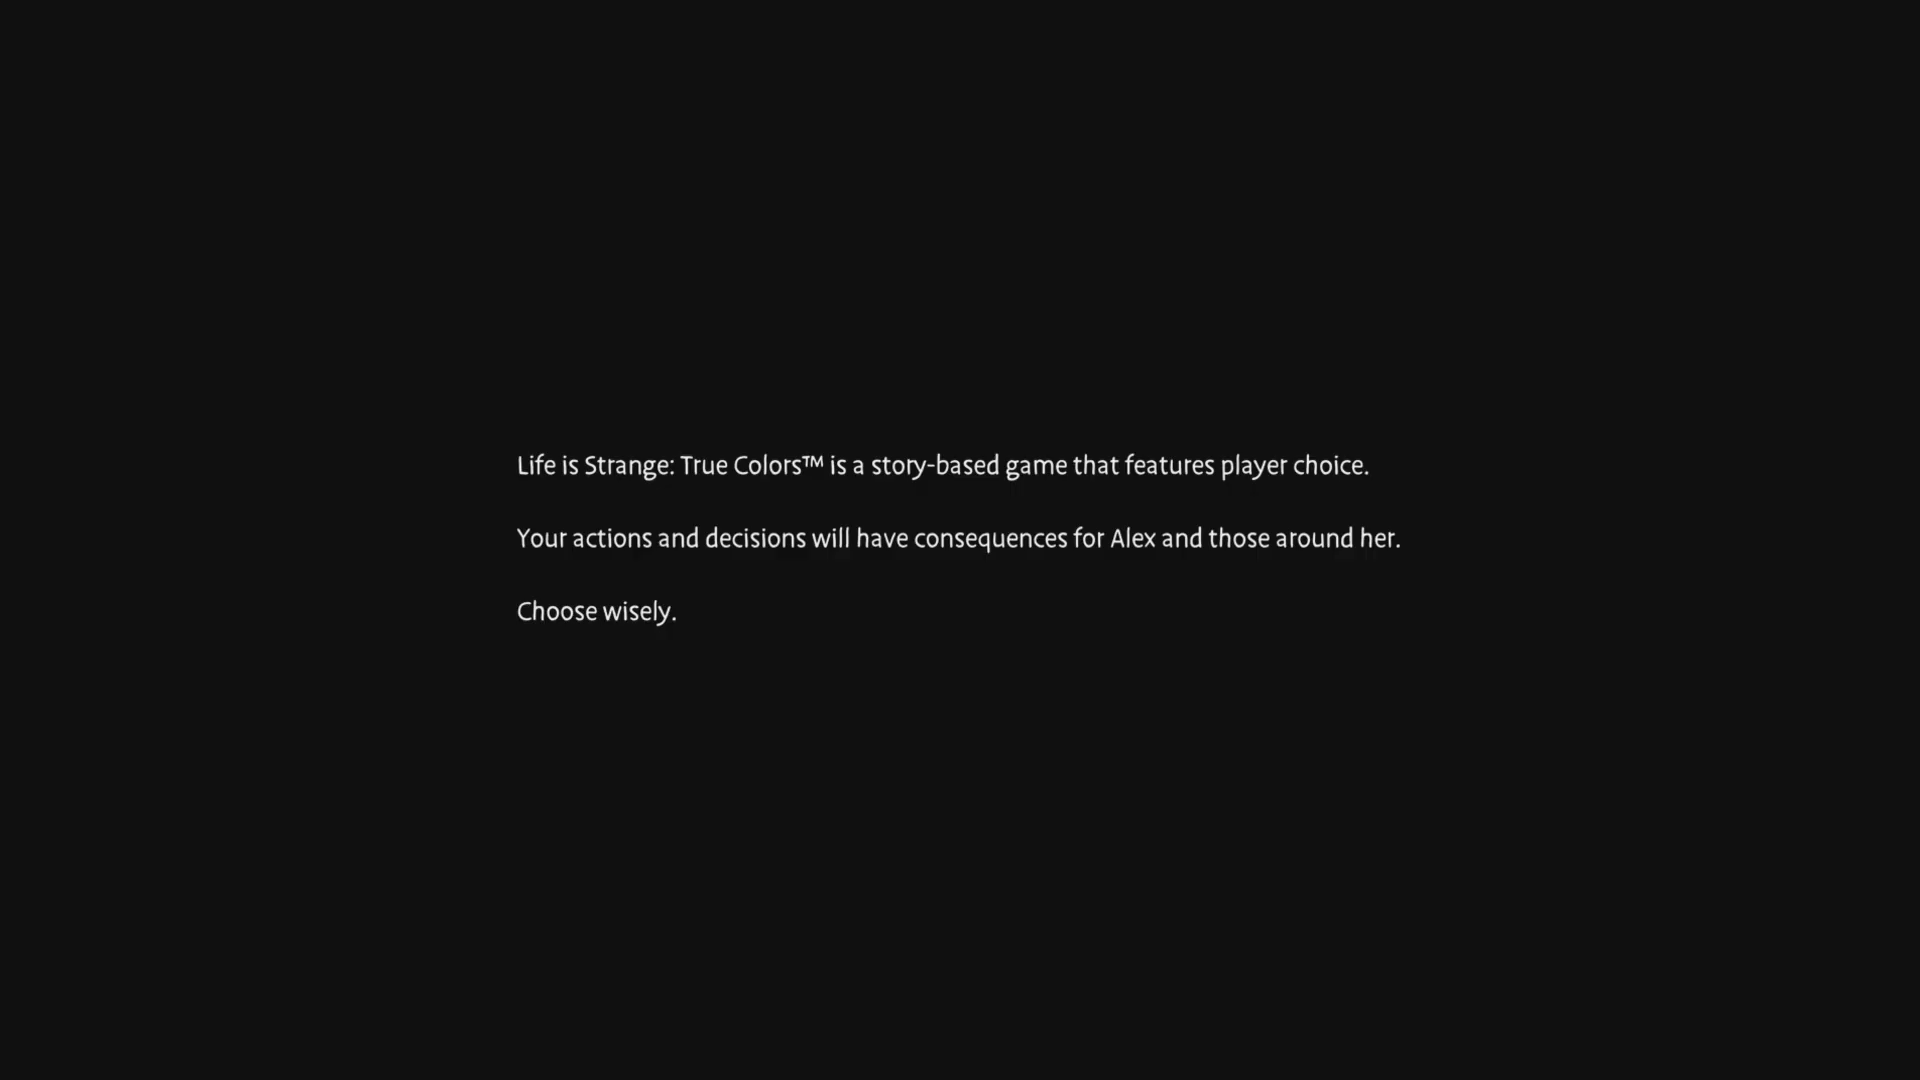 Life is Strange: True Colors™ is a story-based game that features player choice.
Your actions and decisions will have consequences for Alex and those around her.
Choose wisely.